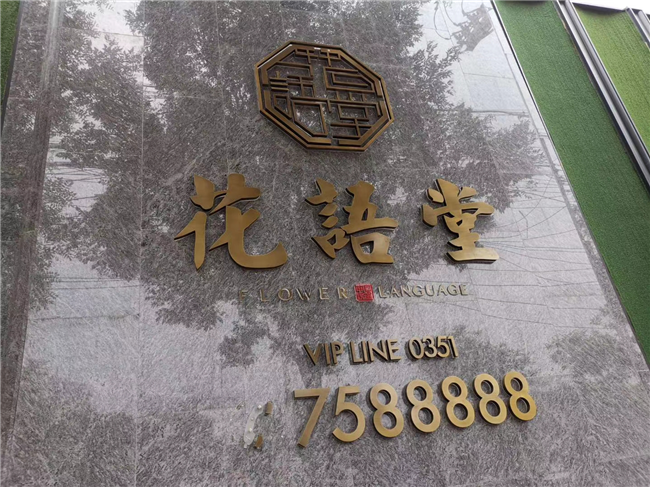 花語堂
FLOWER LANGUAGE
VIP LINE 0351
7588888